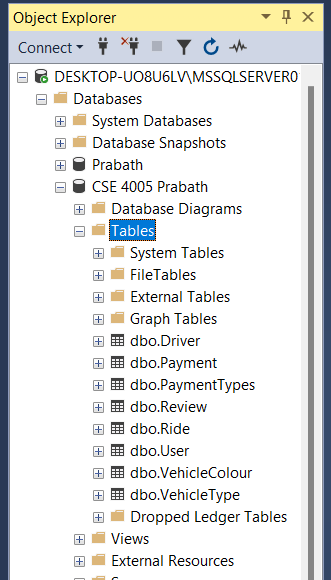 Object Explorer
Connect
DESKTOP-UO8U6LV\MSSQLSERVER0
Databases
System Databases
Database Snapshots
Prabath
CSE 4005 Prabath
Database Diagrams
Tables
System Tables
FileTables
External Tables
Graph Tables
dbo.Driver
dbo.Payment
dbo.PaymentTypes
dbo.Review
dbo.Ride
dbo.User
dbo.VehicleColour
dbo.VehicleType
Dropped Ledger Tables
Views
External Resources